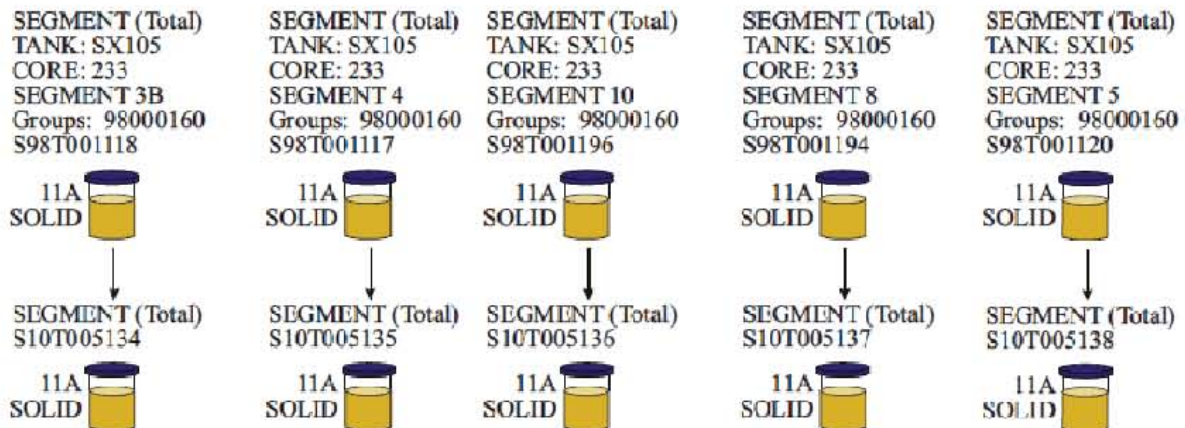 SEGMENT (Total)
TANK: SX105
CORE: 233
SEGMENT 3B
Groups: 98000160
S98T001118
11A
SOLID
SEGMENT (Total)
S10T005134
11A
SOLID
SEGMENT (Total)
TANK: SX105
CORE: 233
SEGMENT 4
Groups: 98000160
S98T001117
11A
SOLID
SEGMENT (Total)
S10T005135
11A
SOLID
SEGMENT (Total)
TANK: SX105
CORE: 233
SEGMENT 10
Groups: 98000160
S98T001196
11A
SOLID
SEGMENT (Total)
S10T005136
11A
SOLID
SEGMENT (Total)
TANK: SX105
CORE: 233
SEGMENT 8
Groups: 98000160
S98T001194
11A
SOLID
SEGMENT (Total)
S10T005137
11A
SOLID
SEGMENT (Total)
TANK: SX105
CORE: 233
SEGMENT 5
Groups: 98000160
S98T001120
11A
SOLID
SEGMENT (Total)
S10T005138
11A
SOLID